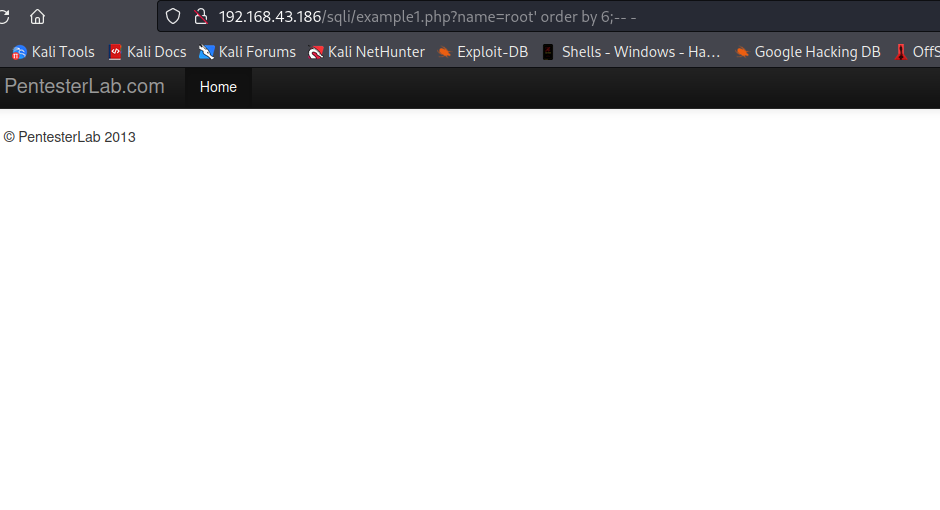 192.168.43.186/sqli/example1.php?name=root' order by 6;-- -
Kali Tools Kali Docs Kali Forums Kali NetHunter Exploit-DB Shells - Windows - Ha… Google Hacking DB OffS
PentesterLab.com Home
© PentesterLab 2013